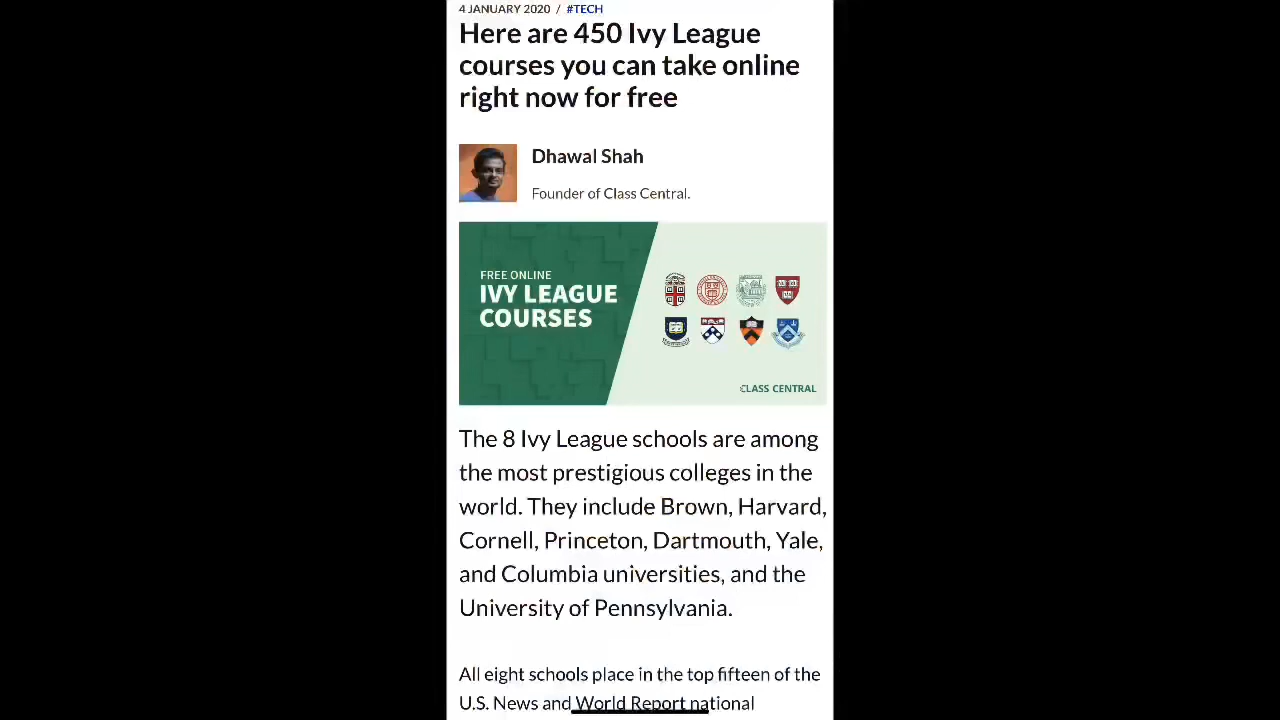 4 JANUARY 2020 / #TECH
Here are 450 Ivy League
courses you can take online
right now for free
Dhawal Shah
Founder of Class Central.
FREE ONLINE
IVY LEAGUE
COURSES
CLASS CENTRAL
The 8 Ivy League schools are among
the most prestigious colleges in the
world. They include Brown, Harvard,
Cornell, Princeton, Dartmouth, Yale,
and Columbia universities, and the
University of Pennsylvania.
All eight schools place in the top fifteen of the
U.S. News and World Report national